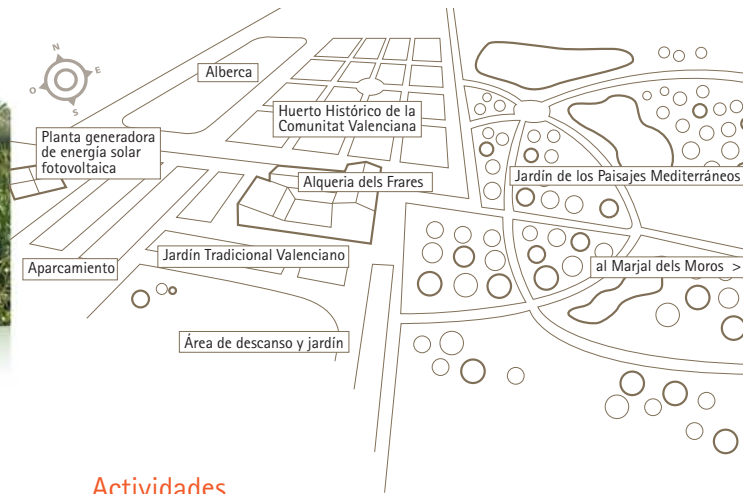 N
E
O
S
Alberca
Huerto Histórico de la
Comunitat Valenciana
Planta generadora
de energía solar
fotovoltaica
Alqueria dels Frares
Jardín de los Paisajes Mediterráneos
Jardín Tradicional Valenciano
Aparcamiento
al Marjal dels Moros >
Área de descanso y jardín
Actividades